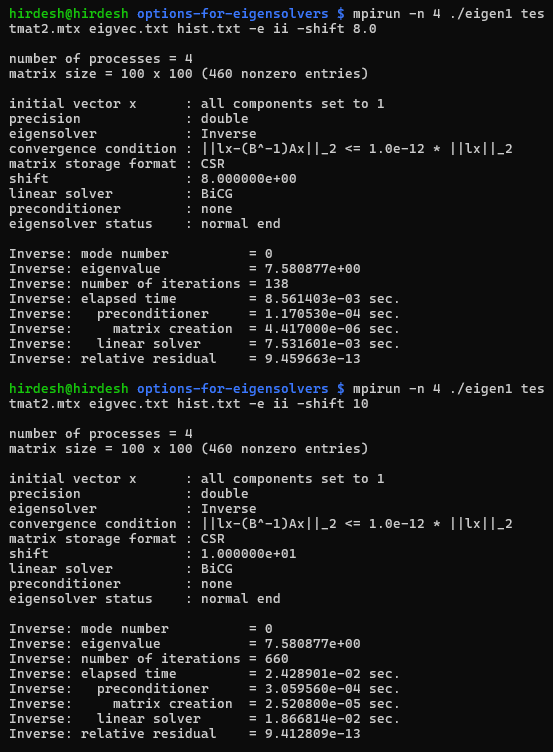 hirdesh@hirdesh options-for-eigensolvers $ mpirun -n 4 ./eigen1 tes
tmat2.mtx eigvec.txt hist.txt -e ii -shift 8.0
number of processes = 4
matrix size = 100 x 100 (460 nonzero entries)
initial vector x      : all components set to 1
precision             : double
eigensolver           : Inverse
convergence condition : ||lx-(B^-1)Ax||_2 <= 1.0e-12 * ||lx||_2
matrix storage format : CSR
shift                 : 8.000000e+00
linear solver         : BiCG
preconditioner        : none
eigensolver status    : normal end
Inverse: mode number          = 0
Inverse: eigenvalue           = 7.580877e+00
Inverse: number of iterations = 138
Inverse: elapsed time         = 8.561403e-03 sec.
Inverse:   preconditioner     = 1.170530e-04 sec.
Inverse:     matrix creation  = 4.417000e-06 sec.
Inverse:   linear solver      = 7.531601e-03 sec.
Inverse: relative residual    = 9.459663e-13
hirdesh@hirdesh options-for-eigensolvers $ mpirun -n 4 ./eigen1 tes
tmat2.mtx eigvec.txt hist.txt -e ii -shift 10
number of processes = 4
matrix size = 100 x 100 (460 nonzero entries)
initial vector x      : all components set to 1
precision             : double
eigensolver           : Inverse
convergence condition : ||lx-(B^-1)Ax||_2 <= 1.0e-12 * ||lx||_2
matrix storage format : CSR
shift                 : 1.000000e+01
linear solver         : BiCG
preconditioner        : none
eigensolver status    : normal end
Inverse: mode number          = 0
Inverse: eigenvalue           = 7.580877e+00
Inverse: number of iterations = 660
Inverse: elapsed time         = 2.428901e-02 sec.
Inverse:   preconditioner     = 3.059560e-04 sec.
Inverse:     matrix creation  = 2.520800e-05 sec.
Inverse:   linear solver      = 1.866814e-02 sec.
Inverse: relative residual    = 9.412809e-13